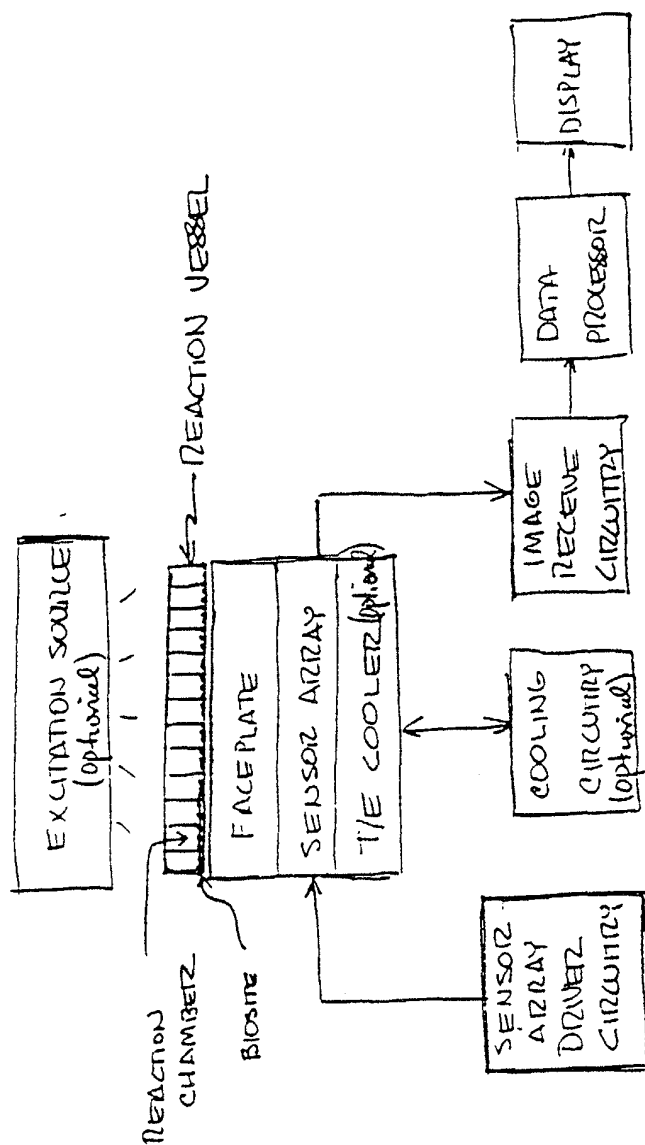 EXCITATION SOURCE
(optional)
REACTION VESSEL
REACTION
CHAMBER
BIOSITE
FACEPLATE
SENSOR ARRAY
T/E COOLER (optional)
SENSOR
ARRAY
DRIVER
CIRCUITRY
COOLING
CIRCUITRY
(optional)
IMAGE
RECEIVE
CIRCUITRY
DATA
PROCESSOR
DISPLAY